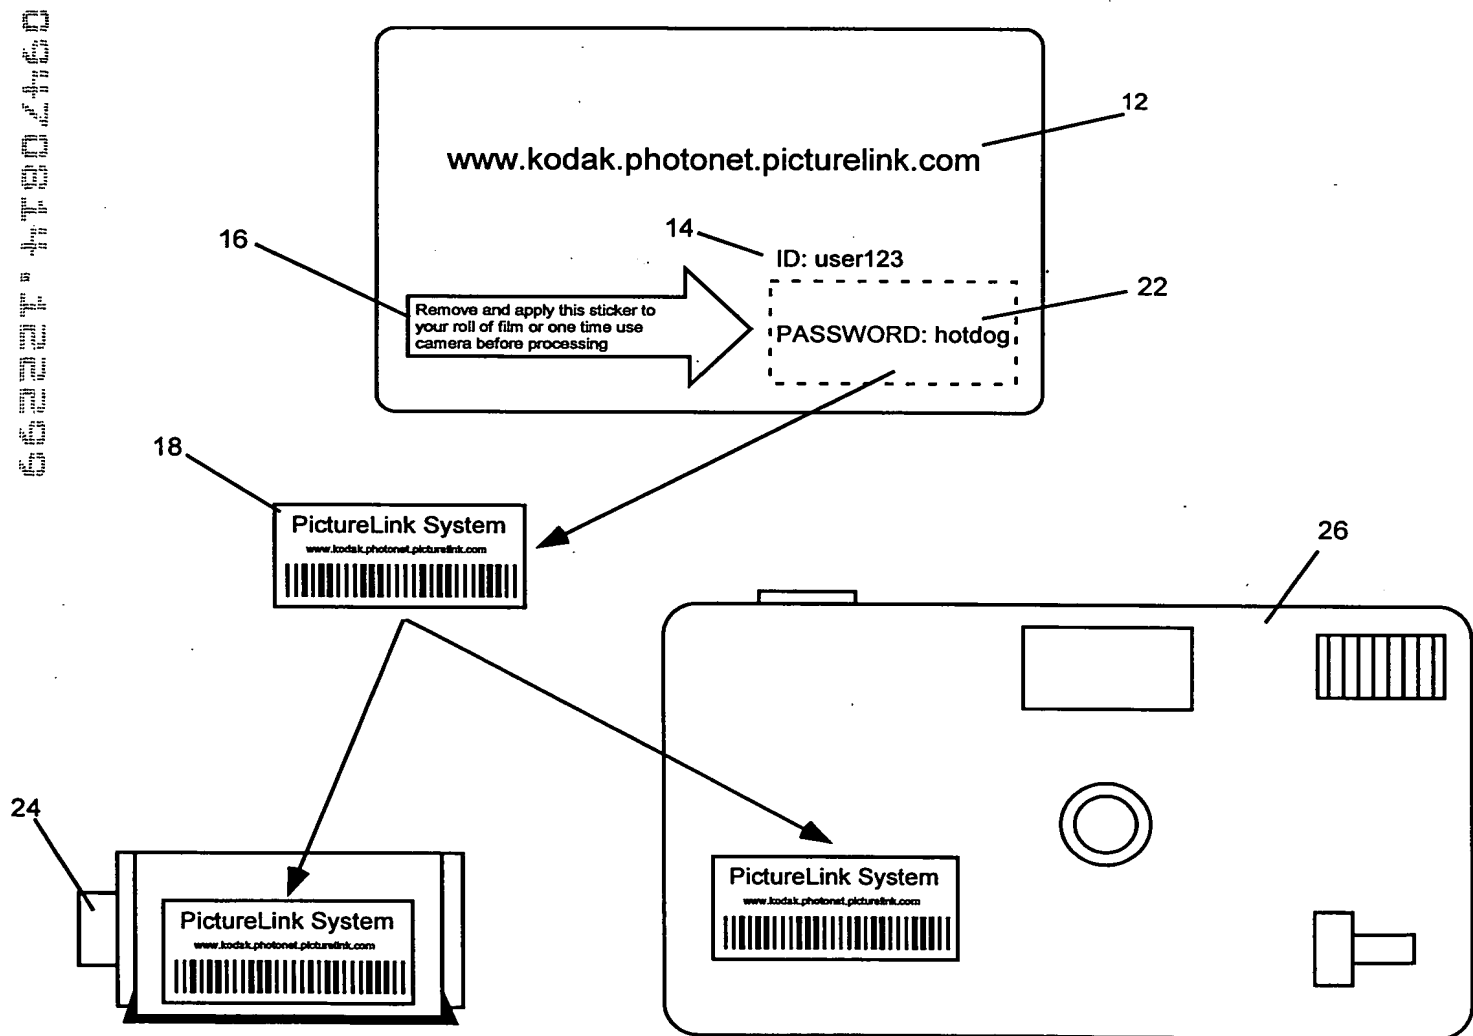 09470814.122299
12
www.kodak.photonet.picturelink.com
14
16
ID: user123
22
Remove and apply this sticker to
your roll of film or one time use
camera before processing
PASSWORD: hotdog
18
PictureLink System
www.kodak.photonet.picturelink.com
26
24
PictureLink System
www.kodak.photonet.picturelink.com
PictureLink System
www.kodak.photonet.picturelink.com